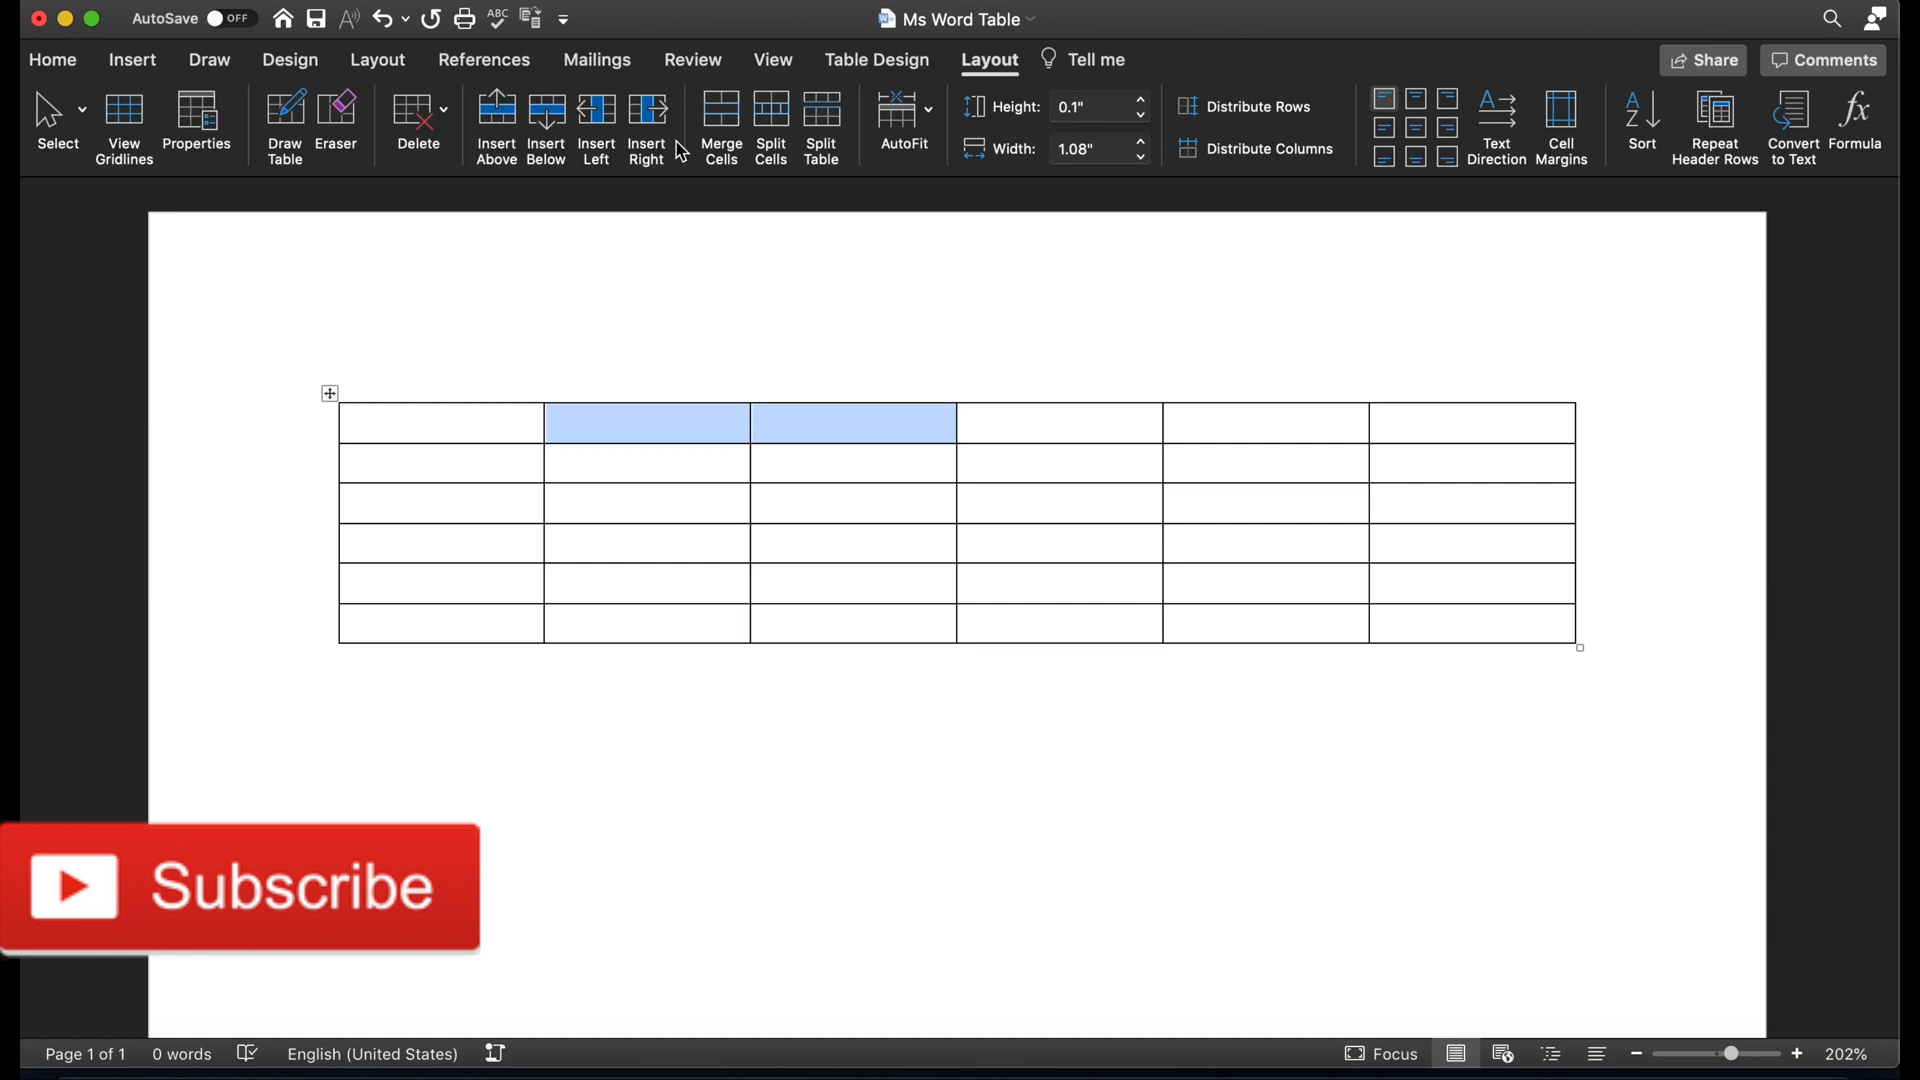 AutoSave OFF ABC Ms Word Table
Home Insert Draw Design Layout References Mailings Review View Table Design Layout Tell me Share Comments
Select View Gridlines Properties Draw Table Eraser Delete Insert Above Insert Below Insert Left Insert Right Merge Cells Split Cells Split Table AutoFit
Height: 0.1" Distribute Rows
Width: 1.08" Distribute Columns
A Text Direction Cell Margins A Z Sort Repeat Header Rows Convert to Text fx Formula
Subscribe
Page 1 of 1 0 words English (United States) Focus 202%